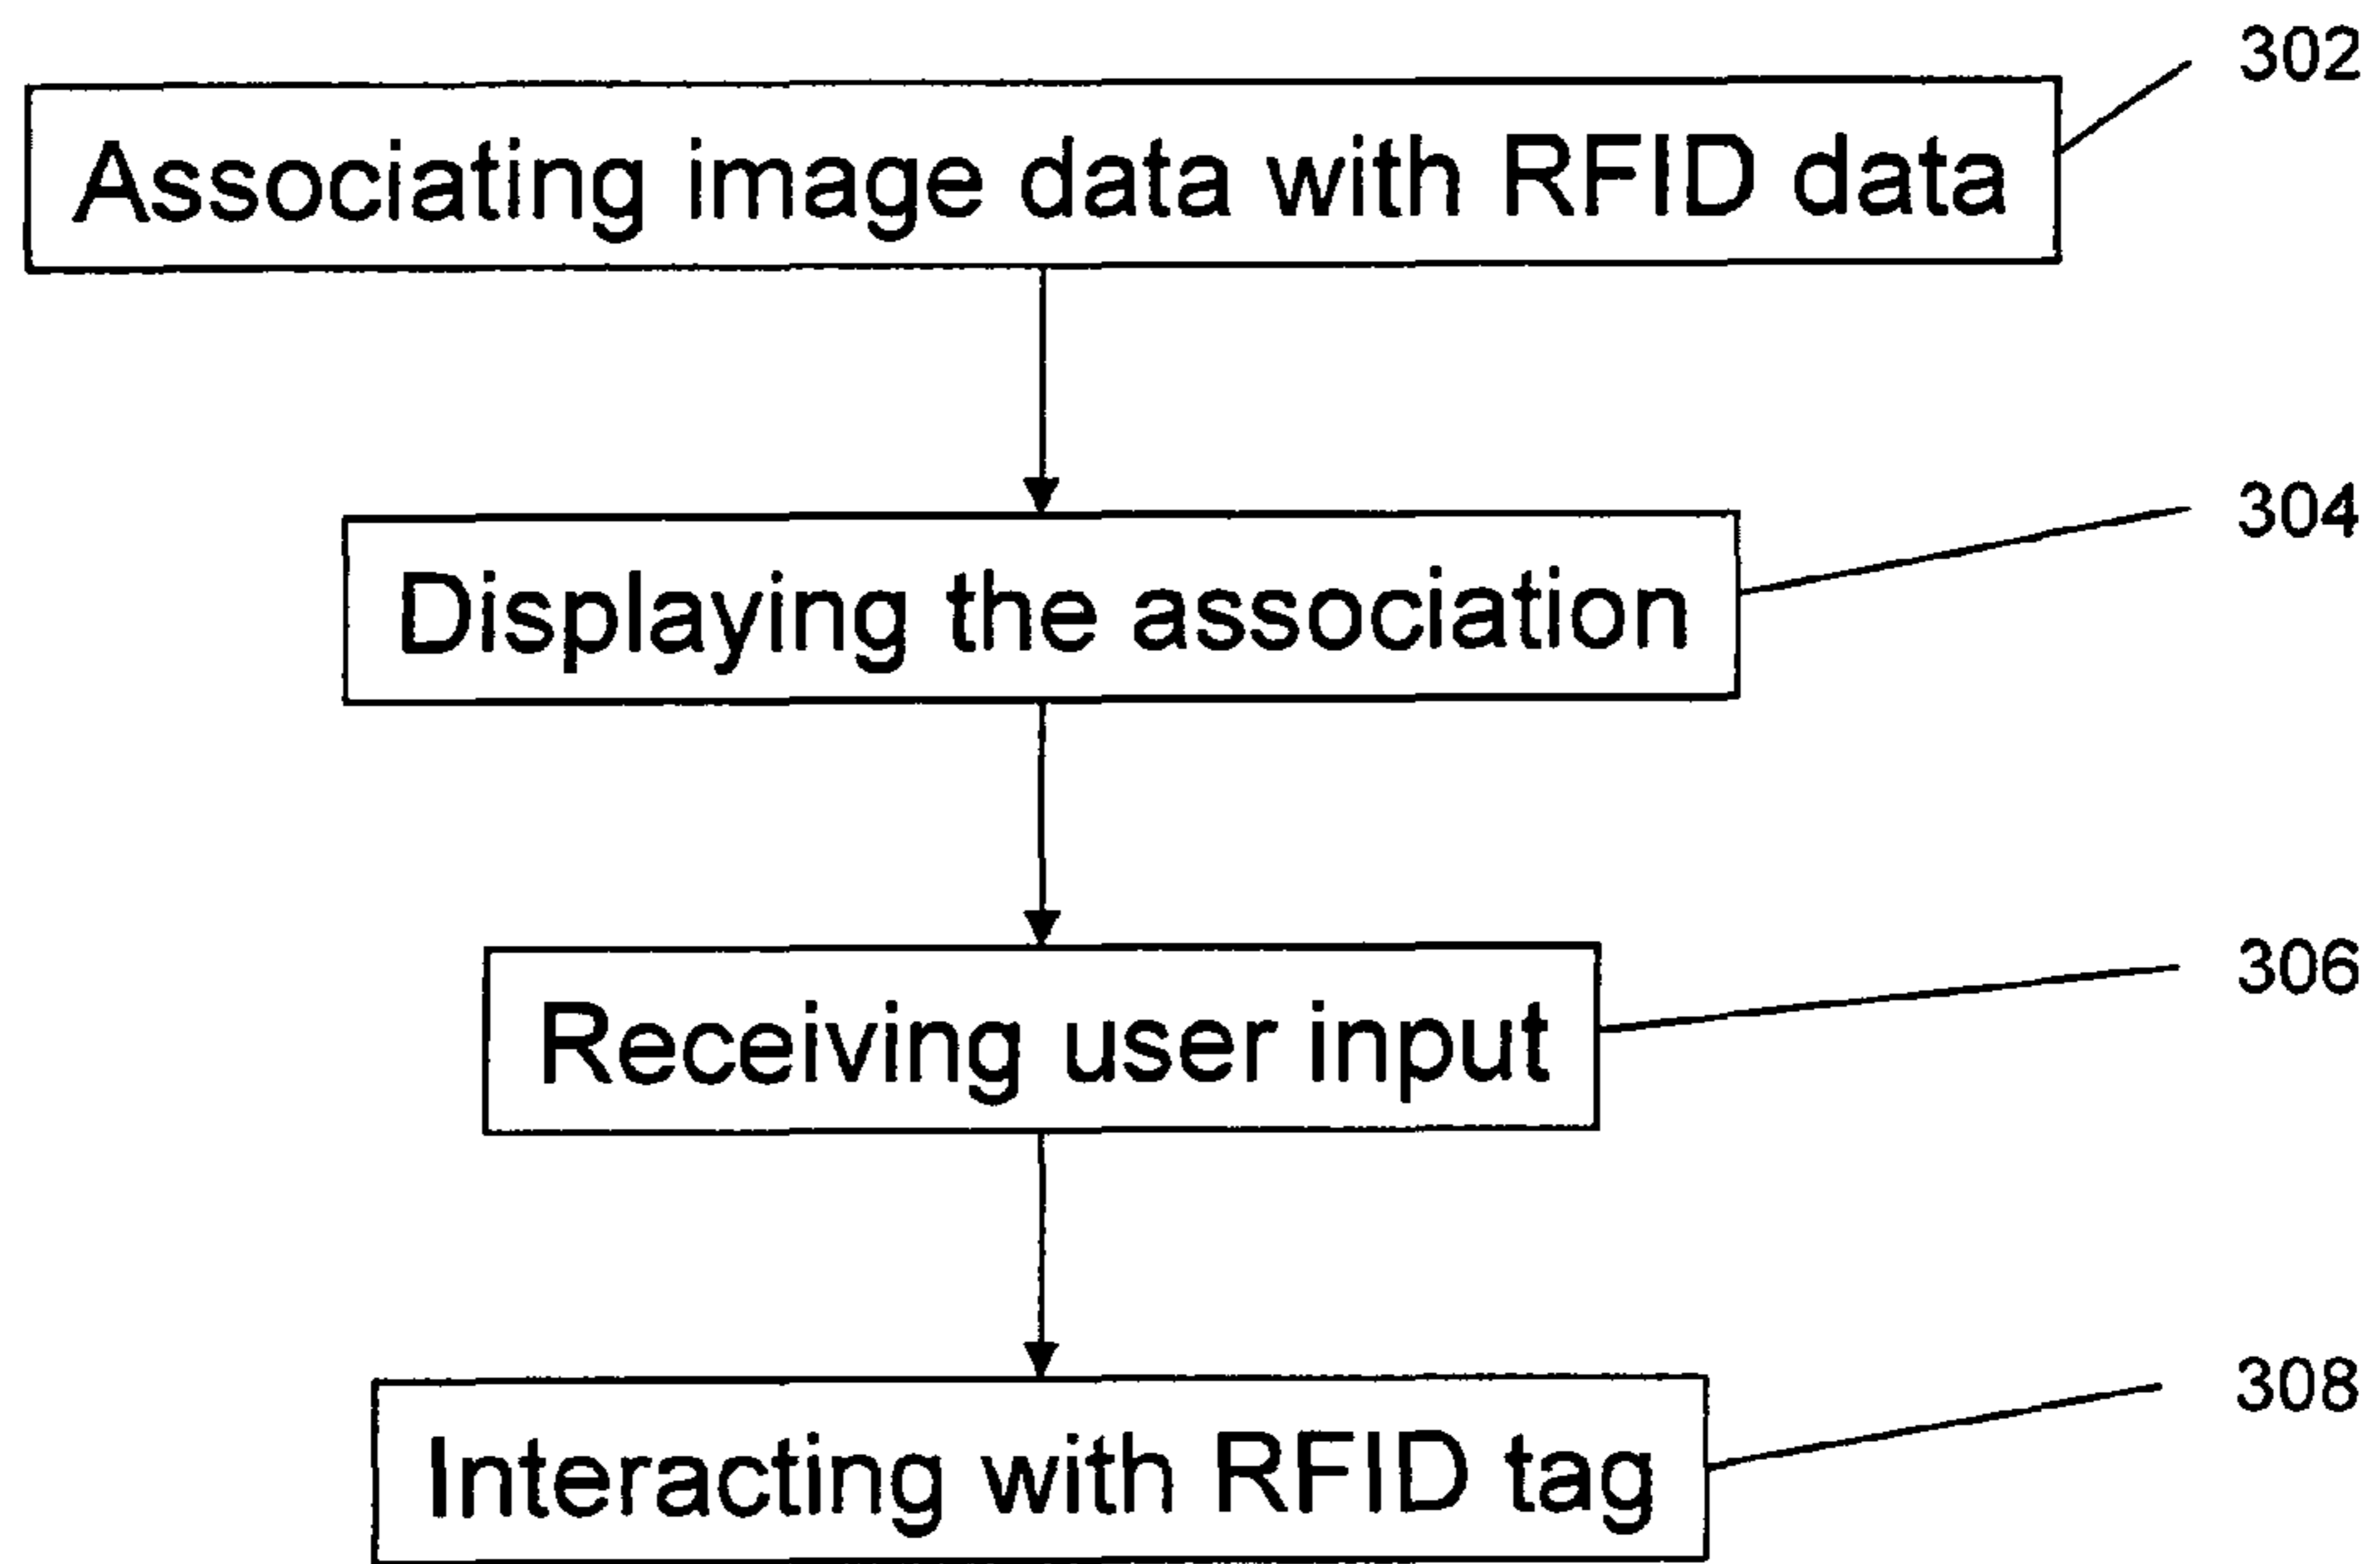 302
Associating image data with RFID data
304
Displaying the association
306
Receiving user input
308
Interacting with RFID tag